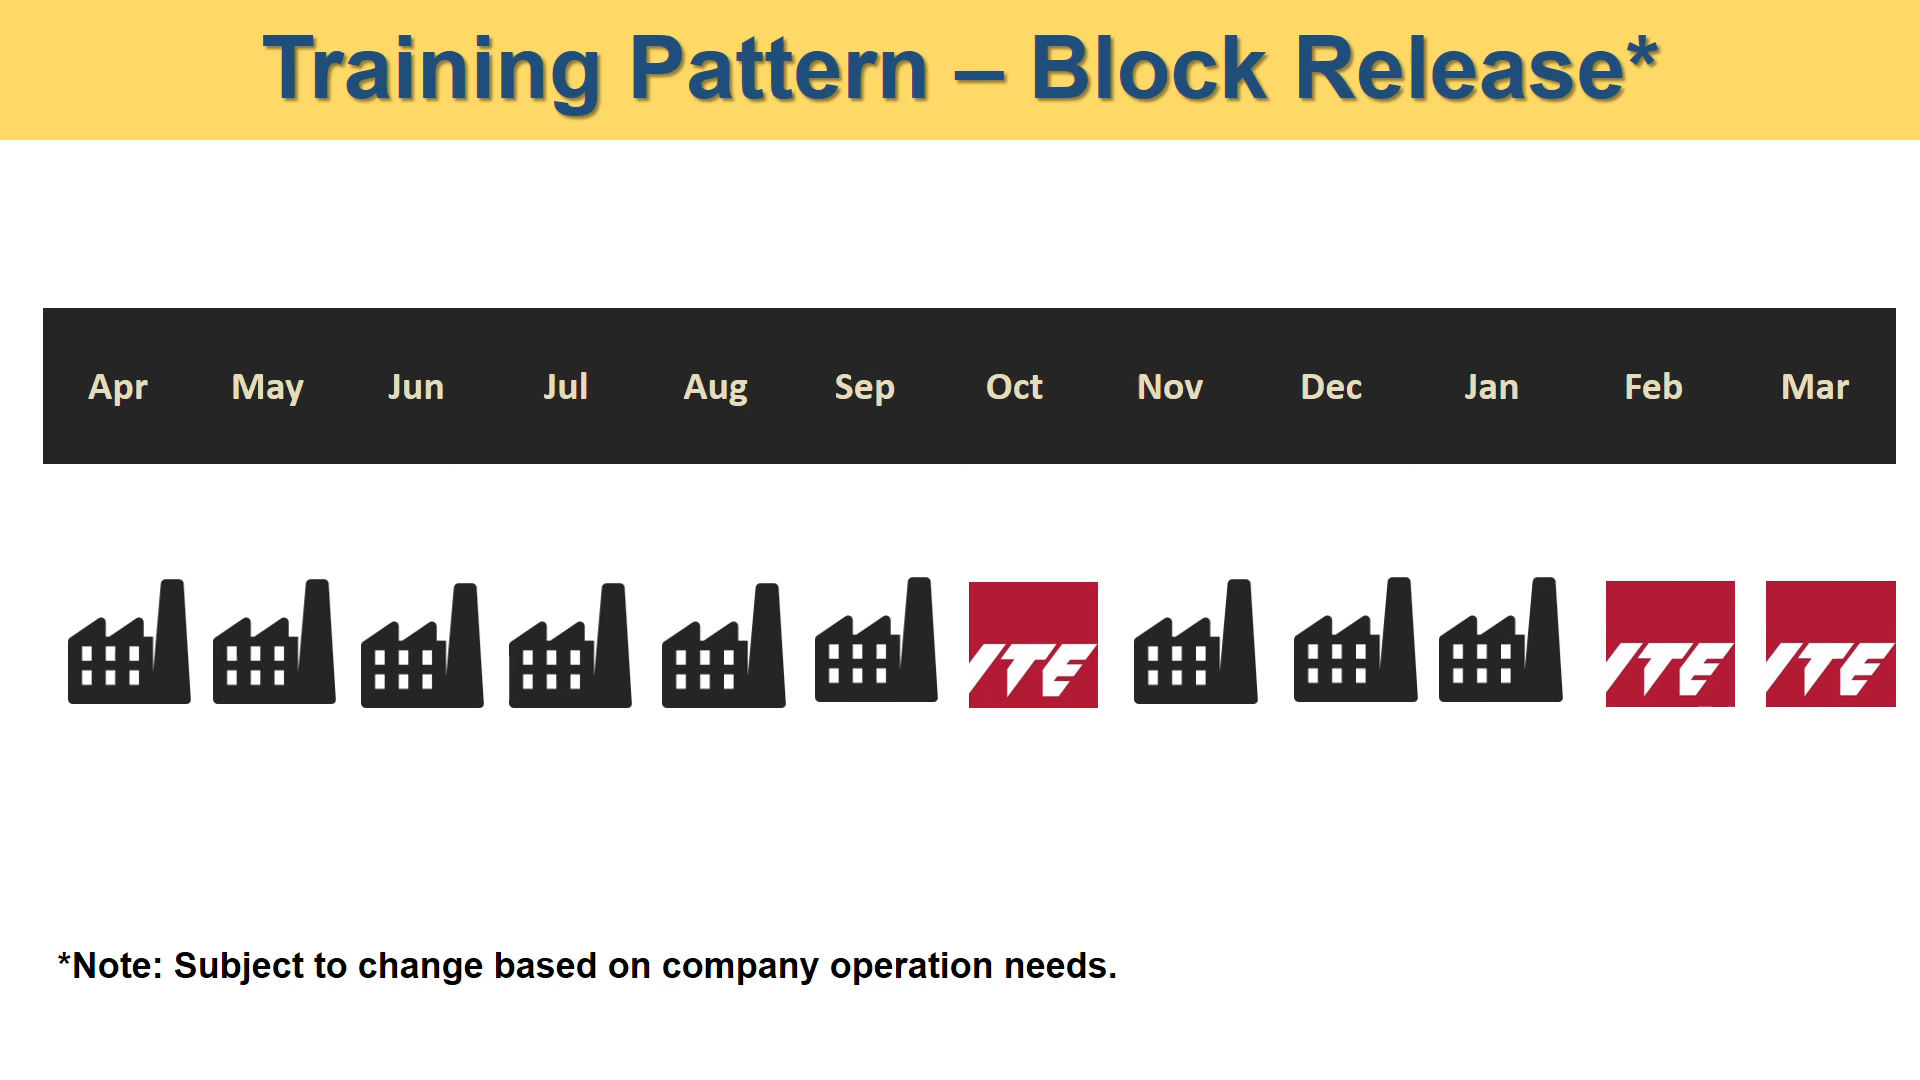 Training Pattern – Block Release*
Apr May Jun Jul Aug Sep Oct Nov Dec Jan Feb Mar
ITE ITE ITE
*Note: Subject to change based on company operation needs.